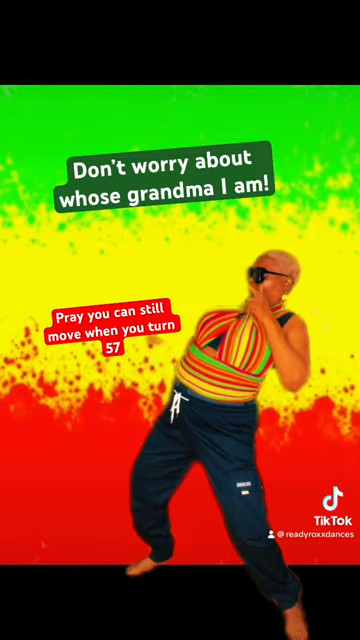 Don't worry about
whose grandma I am!
Pray you can still
move when you turn
57
TikTok
@readyroxxdances